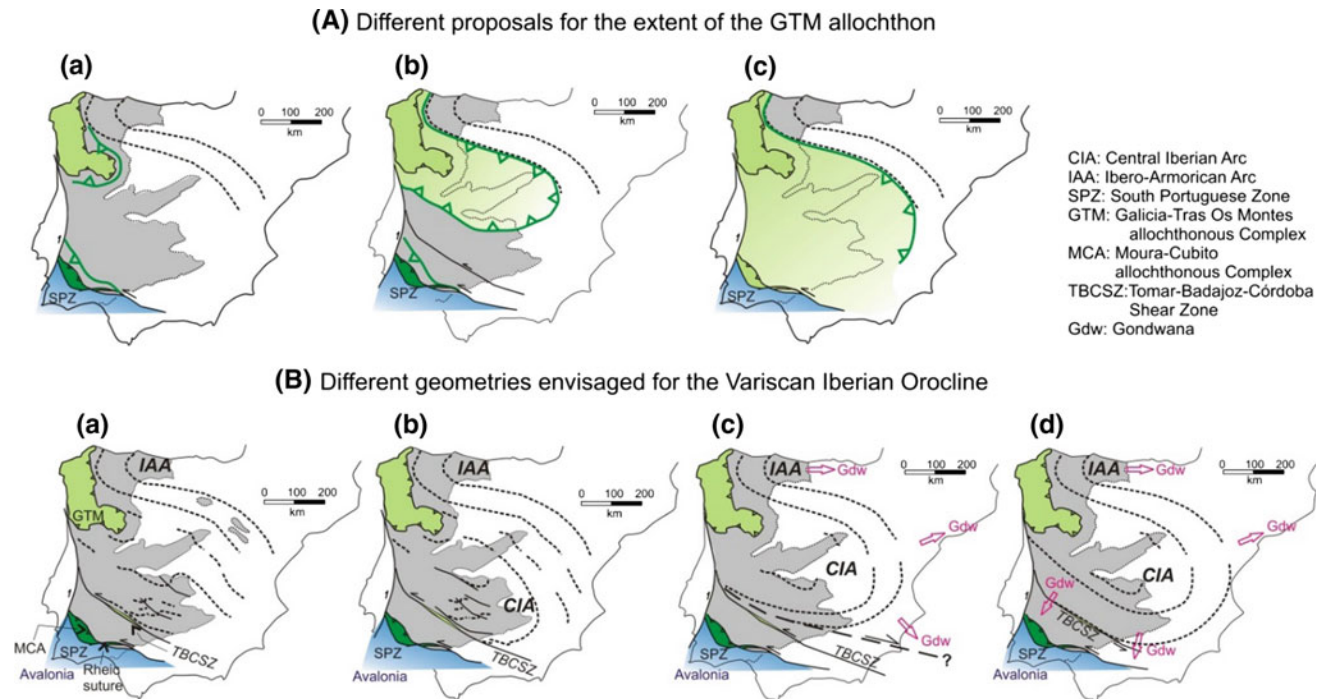 (A) Different proposals for the extent of the GTM allochthon
(a)
0 100 200
km
SPZ
(b)
0 100 200
km
SPZ
(c)
0 100 200
km
SPZ
CIA: Central Iberian Arc
IAA: Ibero-Armorican Arc
SPZ: South Portuguese Zone
GTM: Galicia-Tras Os Montes
allochthonous Complex
MCA: Moura-Cubito
allochthonous Complex
TBCSZ:Tomar-Badajoz-Córdoba
Shear Zone
Gdw: Gondwana
(B) Different geometries envisaged for the Variscan Iberian Orocline
(a)
IAA
0 100 200
km
GTM
MCA
SPZ
TBCSZ
Avalonia
Rheic
suture
(b)
IAA
0 100 200
km
CIA
SPZ
TBCSZ
Avalonia
(c)
IAA
Gdw
0 100 200
km
Gdw
CIA
Gdw
SPZ
TBCSZ
?
Avalonia
(d)
IAA
Gdw
0 100 200
km
Gdw
CIA
Gdw
TBCSZ
Gdw
SPZ
Avalonia